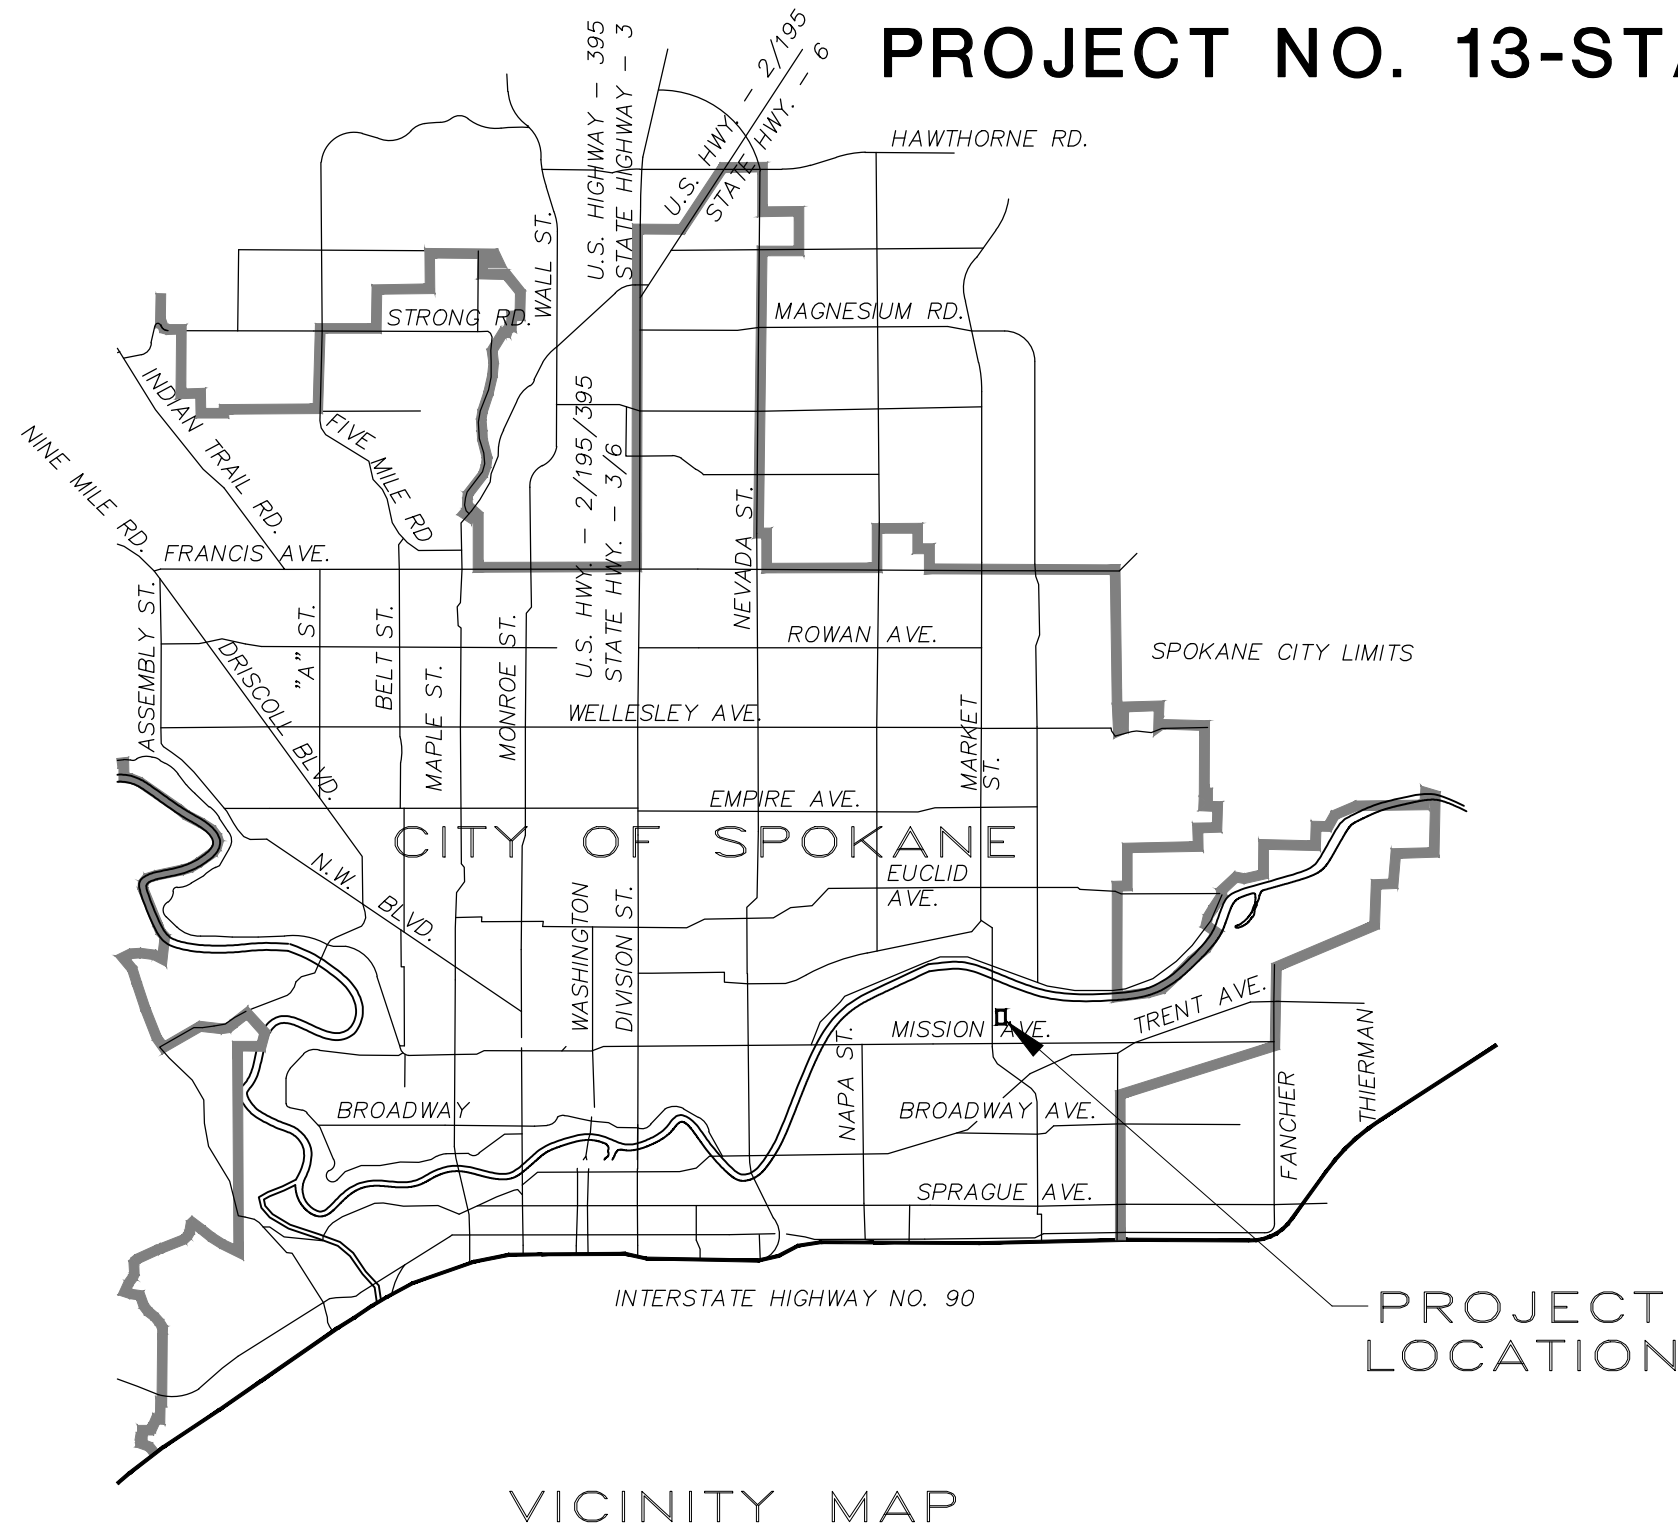 PROJECT NO. 13-STA
U.S. HIGHWAY - 395
STATE HIGHWAY - 3
U.S. HWY. - 2/195
STATE HWY. - 6
HAWTHORNE RD.
WALL ST.
STRONG RD.
MAGNESIUM RD.
INDIAN TRAIL RD.
FIVE MILE RD
NINE MILE RD.
U.S. HWY. - 2/195/395
STATE HWY. - 3/6
NEVADA ST.
FRANCIS AVE.
ASSEMBLY ST.
"A" ST.
BELT ST.
MAPLE ST.
MONROE ST.
ROWAN AVE.
SPOKANE CITY LIMITS
DRISCOLL BLVD.
WELLESLEY AVE.
MARKET
ST.
EMPIRE AVE.
CITY OF SPOKANE
N.W. BLVD.
EUCLID
AVE.
WASHINGTON
DIVISION ST.
MISSION AVE.
TRENT AVE.
NAPA ST.
BROADWAY
BROADWAY AVE.
FANCHER
THIERMAN
SPRAGUE AVE.
INTERSTATE HIGHWAY NO. 90
PROJECT
LOCATION
VICINITY MAP